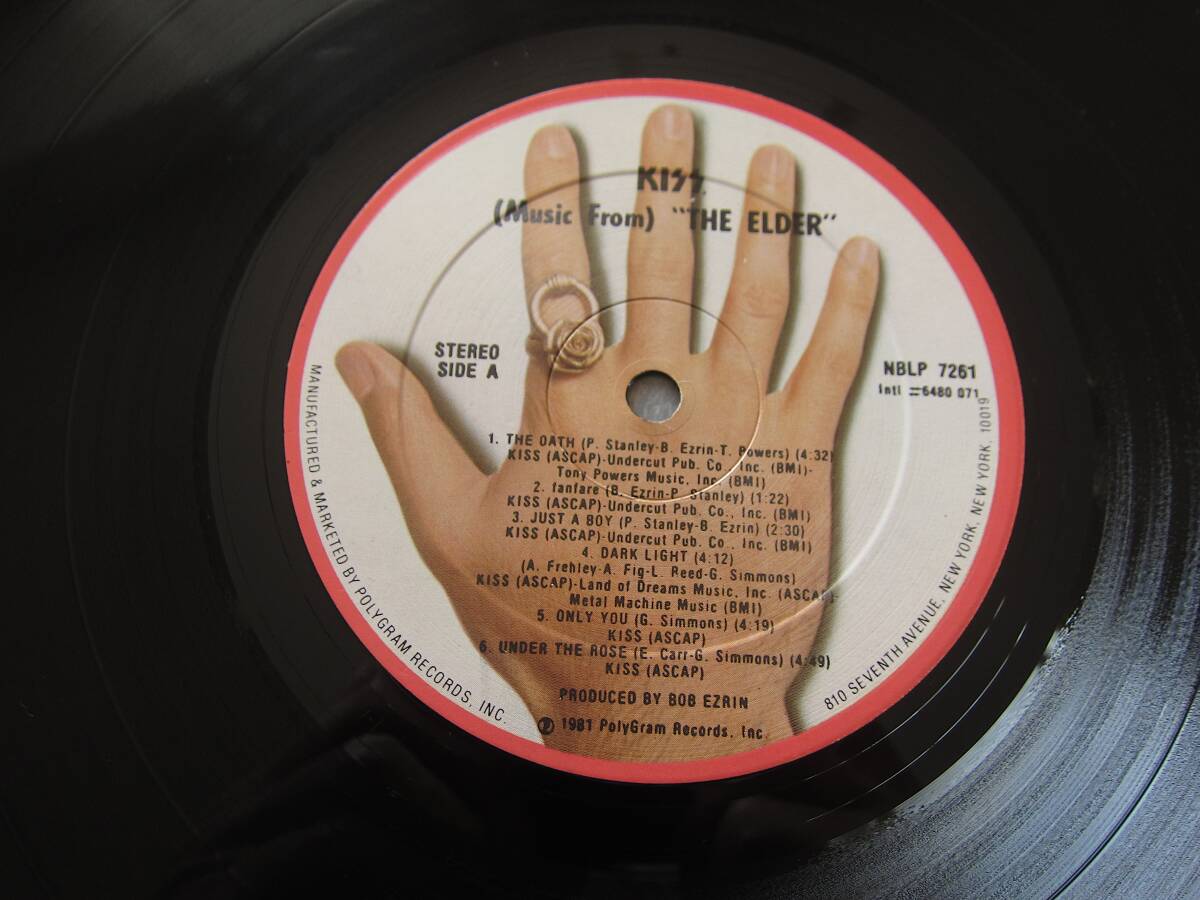 KISS
(Music From) "THE ELDER"
STEREO
SIDE A
NBLP 7261
Intl =6480 071
1. THE OATH (P. Stanley-B. Ezrin-T. Powers) (4:32)
KISS (ASCAP)-Undercut Pub. Co., Inc. (BMI)-
Tony Powers Music, Inc. (BMI)
2. fanfare (B. Ezrin-P. Stanley) (1:22)
KISS (ASCAP)-Undercut Pub. Co., Inc. (BMI)
3. JUST A BOY (P. Stanley-B. Ezrin) (2:30)
KISS (ASCAP)-Undercut Pub. Co., Inc. (BMI)
4. DARK LIGHT (4:12)
(A. Frehley-A. Fig-L. Reed-G. Simmons)
KISS (ASCAP)-Land of Dreams Music, Inc. (ASCAP)-
Metal Machine Music (BMI)
5. ONLY YOU (G. Simmons) (4:19)
KISS (ASCAP)
6. UNDER THE ROSE (E. Carr-G. Simmons) (4:49)
KISS (ASCAP)
PRODUCED BY BOB EZRIN
℗ 1981 PolyGram Records, Inc.
MANUFACTURED & MARKETED BY POLYGRAM RECORDS, INC.
810 SEVENTH AVENUE, NEW YORK, NEW YORK, 10019